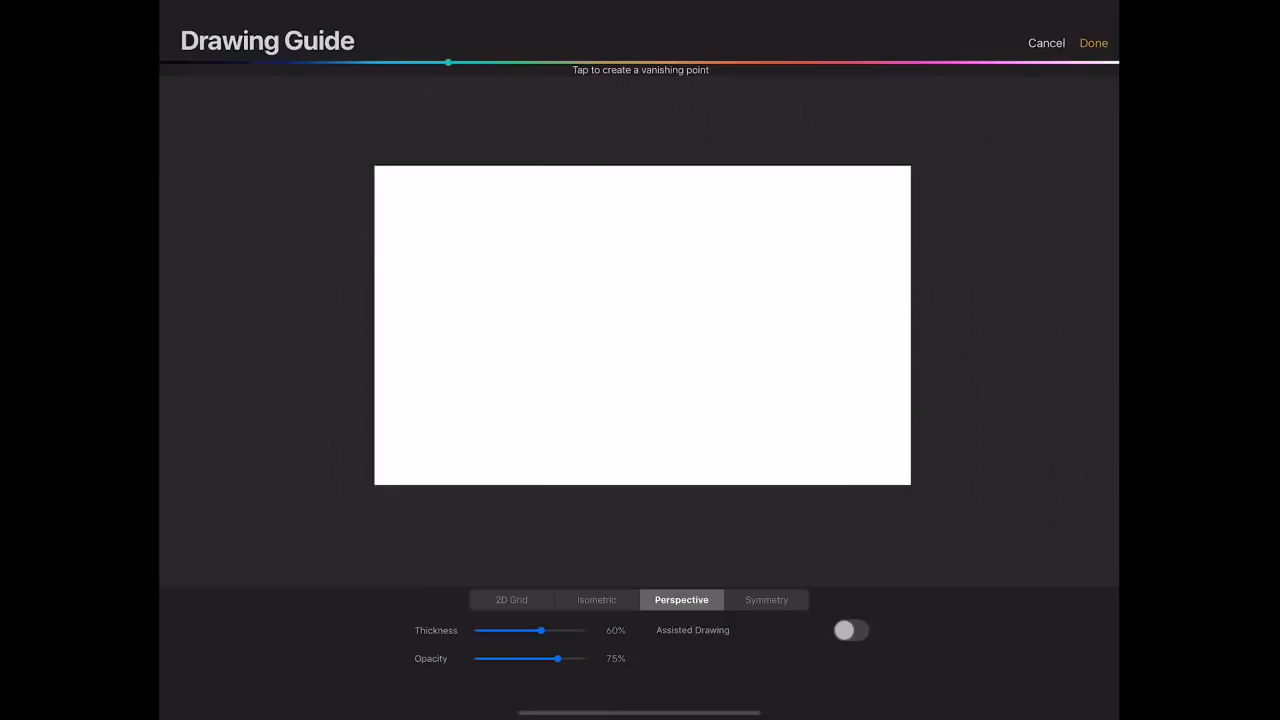 Drawing Guide
Cancel Done
Tap to create a vanishing point
2D Grid Isometric Perspective Symmetry
Thickness 60% Assisted Drawing
Opacity 75%